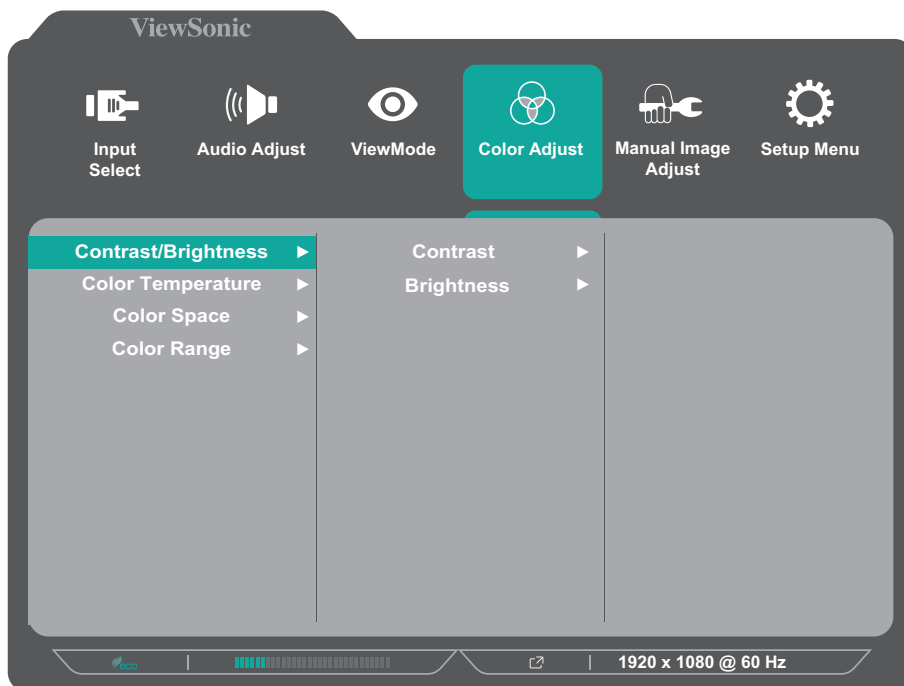 ViewSonic
Input
Select
Audio Adjust
ViewMode
Color Adjust
Manual Image
Adjust
Setup Menu
Contrast/Brightness
Color Temperature
Color Space
Color Range
Contrast
Brightness
eco
1920 x 1080 @ 60 Hz